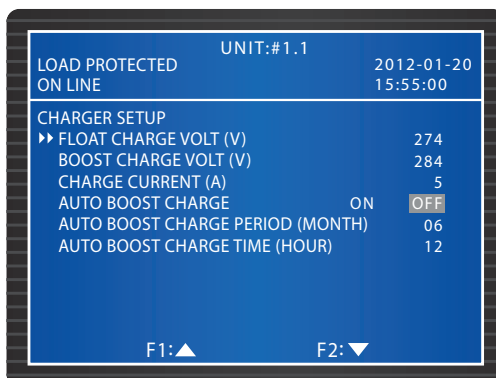 UNIT:#1.1
LOAD PROTECTED 2012-01-20
ON LINE 15:55:00
CHARGER SETUP
FLOAT CHARGE VOLT (V) 274
BOOST CHARGE VOLT (V) 284
CHARGE CURRENT (A) 5
AUTO BOOST CHARGE ON OFF
AUTO BOOST CHARGE PERIOD (MONTH) 06
AUTO BOOST CHARGE TIME (HOUR) 12
F1:▲ F2:▼